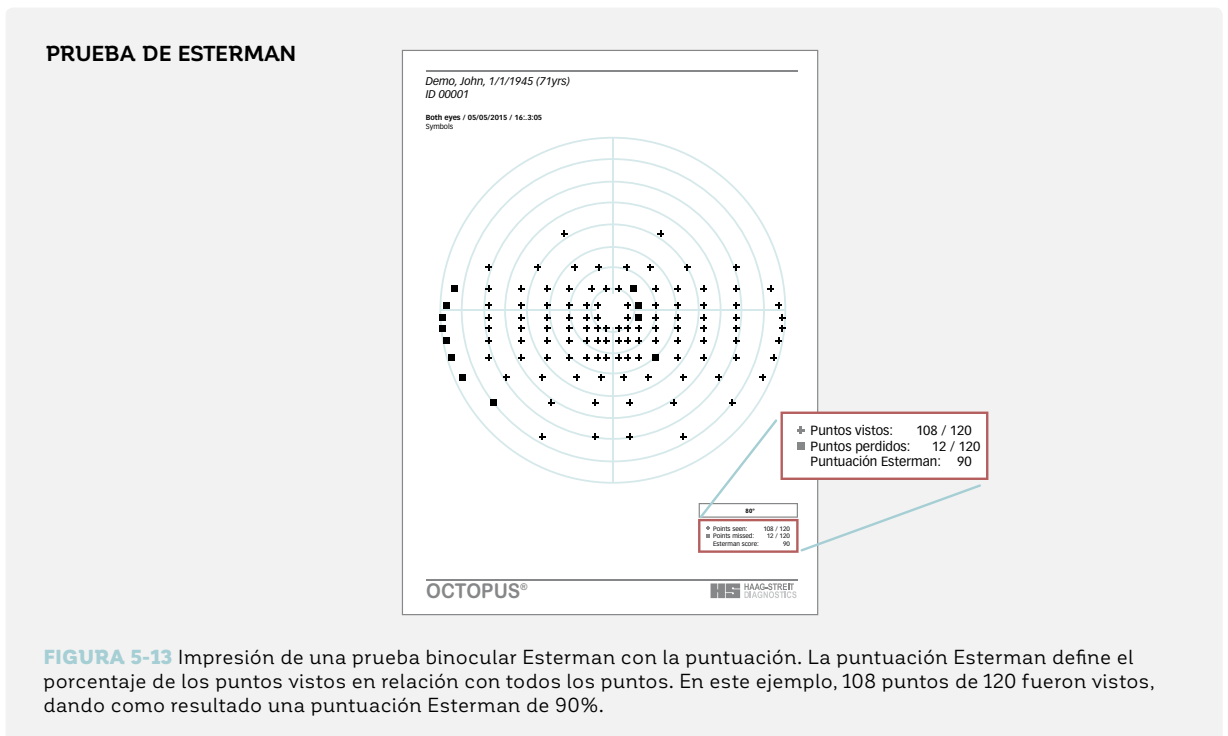 PRUEBA DE ESTERMAN
Demo, John, 1/1/1945 (71yrs)
ID 00001
Both eyes / 05/05/2015 / 16:.3:05
Symbols
+ Puntos vistos: 108 / 120
■ Puntos perdidos: 12 / 120
Puntuación Esterman: 90
80°
+ Points seen: 108 / 120
■ Points missed: 12 / 120
Esterman score: 90
OCTOPUS®
HS HAAG-STREIT
DIAGNOSTICS
FIGURA 5-13 Impresión de una prueba binocular Esterman con la puntuación. La puntuación Esterman define el
porcentaje de los puntos vistos en relación con todos los puntos. En este ejemplo, 108 puntos de 120 fueron vistos,
dando como resultado una puntuación Esterman de 90%.